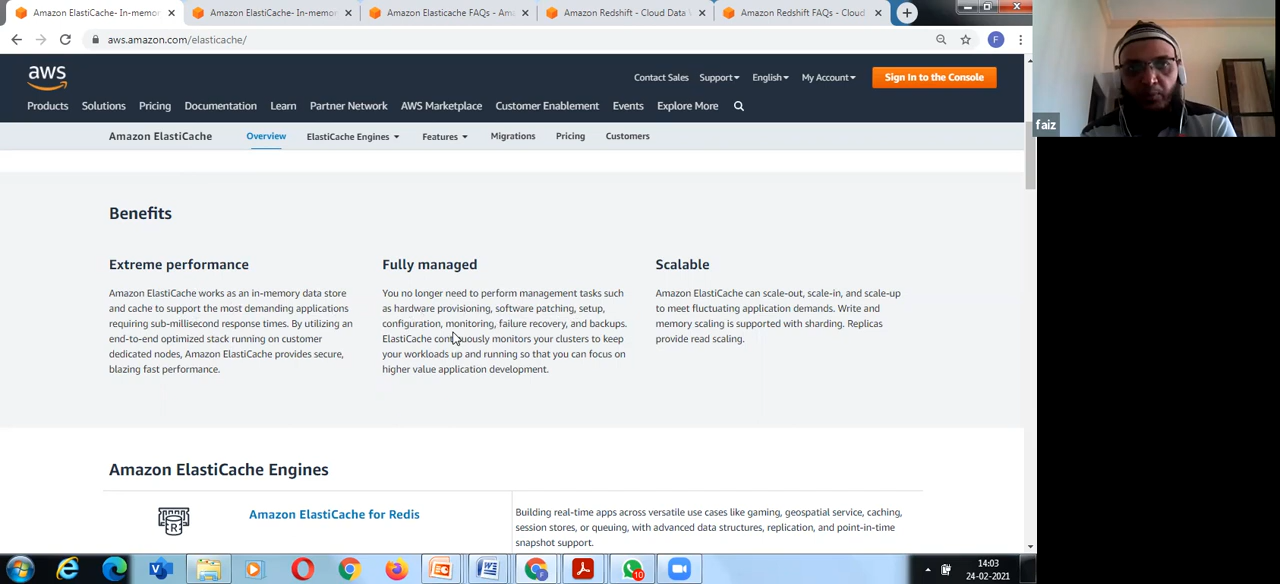 Amazon ElastiCache- In-memor
Amazon ElastiCache- In-memor
Amazon Elasticache FAQs - Am
Amazon Redshift - Cloud Data
Amazon Redshift FAQs - Cloud
aws.amazon.com/elasticache/
F
aws
Contact Sales
Support
English
My Account
Sign In to the Console
Products
Solutions
Pricing
Documentation
Learn
Partner Network
AWS Marketplace
Customer Enablement
Events
Explore More
Amazon ElastiCache
Overview
ElastiCache Engines
Features
Migrations
Pricing
Customers
faiz
Benefits
Extreme performance
Amazon ElastiCache works as an in-memory data store
and cache to support the most demanding applications
requiring sub-millisecond response times. By utilizing an
end-to-end optimized stack running on customer
dedicated nodes, Amazon ElastiCache provides secure,
blazing fast performance.
Fully managed
You no longer need to perform management tasks such
as hardware provisioning, software patching, setup,
configuration, monitoring, failure recovery, and backups.
ElastiCache continuously monitors your clusters to keep
your workloads up and running so that you can focus on
higher value application development.
Scalable
Amazon ElastiCache can scale-out, scale-in, and scale-up
to meet fluctuating application demands. Write and
memory scaling is supported with sharding. Replicas
provide read scaling.
Amazon ElastiCache Engines
R
Amazon ElastiCache for Redis
Building real-time apps across versatile use cases like gaming, geospatial service, caching,
session stores, or queuing, with advanced data structures, replication, and point-in-time
snapshot support.
10
14:03
24-02-2021